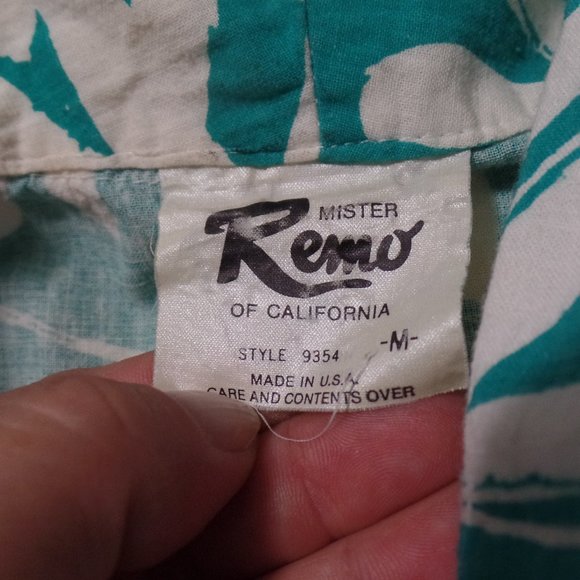 MISTER
Remo
OF CALIFORNIA
STYLE 9354 -M-
MADE IN U.S.A.
CARE AND CONTENTS OVER